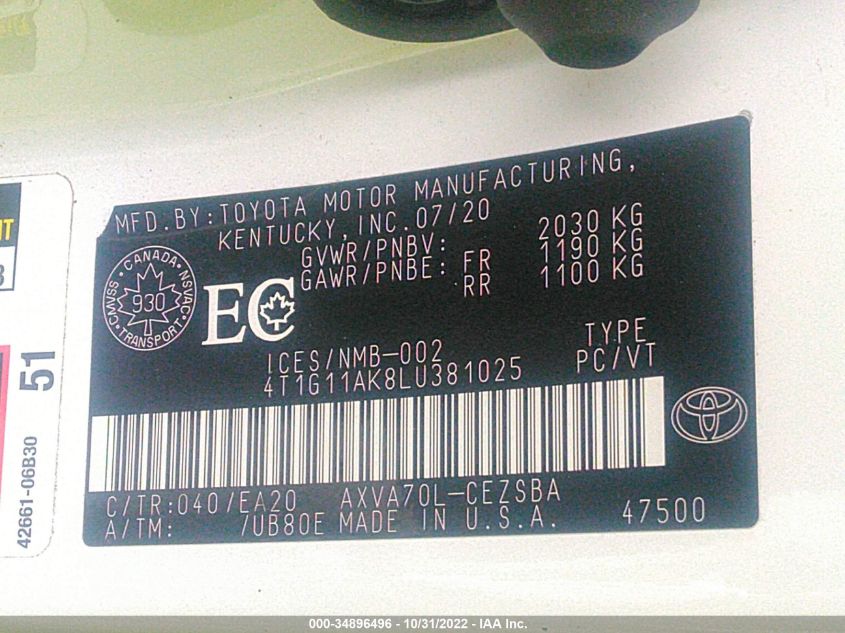 MFD.BY:TOYOTA MOTOR MANUFACTURING,
KENTUCKY,INC.07/20
GVWR/PNBV: 2030 KG
GAWR/PNBE: FR 1190 KG
RR 1100 KG
CANADA
CMVSS · NSVAC
930
TRANSPORT
EC
ICES/NMB-002
TYPE
4T1G11AK8LU381025
PC/VT
C/TR:040/EA20 AXVA70L-CEZSBA
A/TM: /UB80E MADE IN U.S.A. 47500
51
42661-06B30
000-34896496 - 10/31/2022 - IAA Inc.